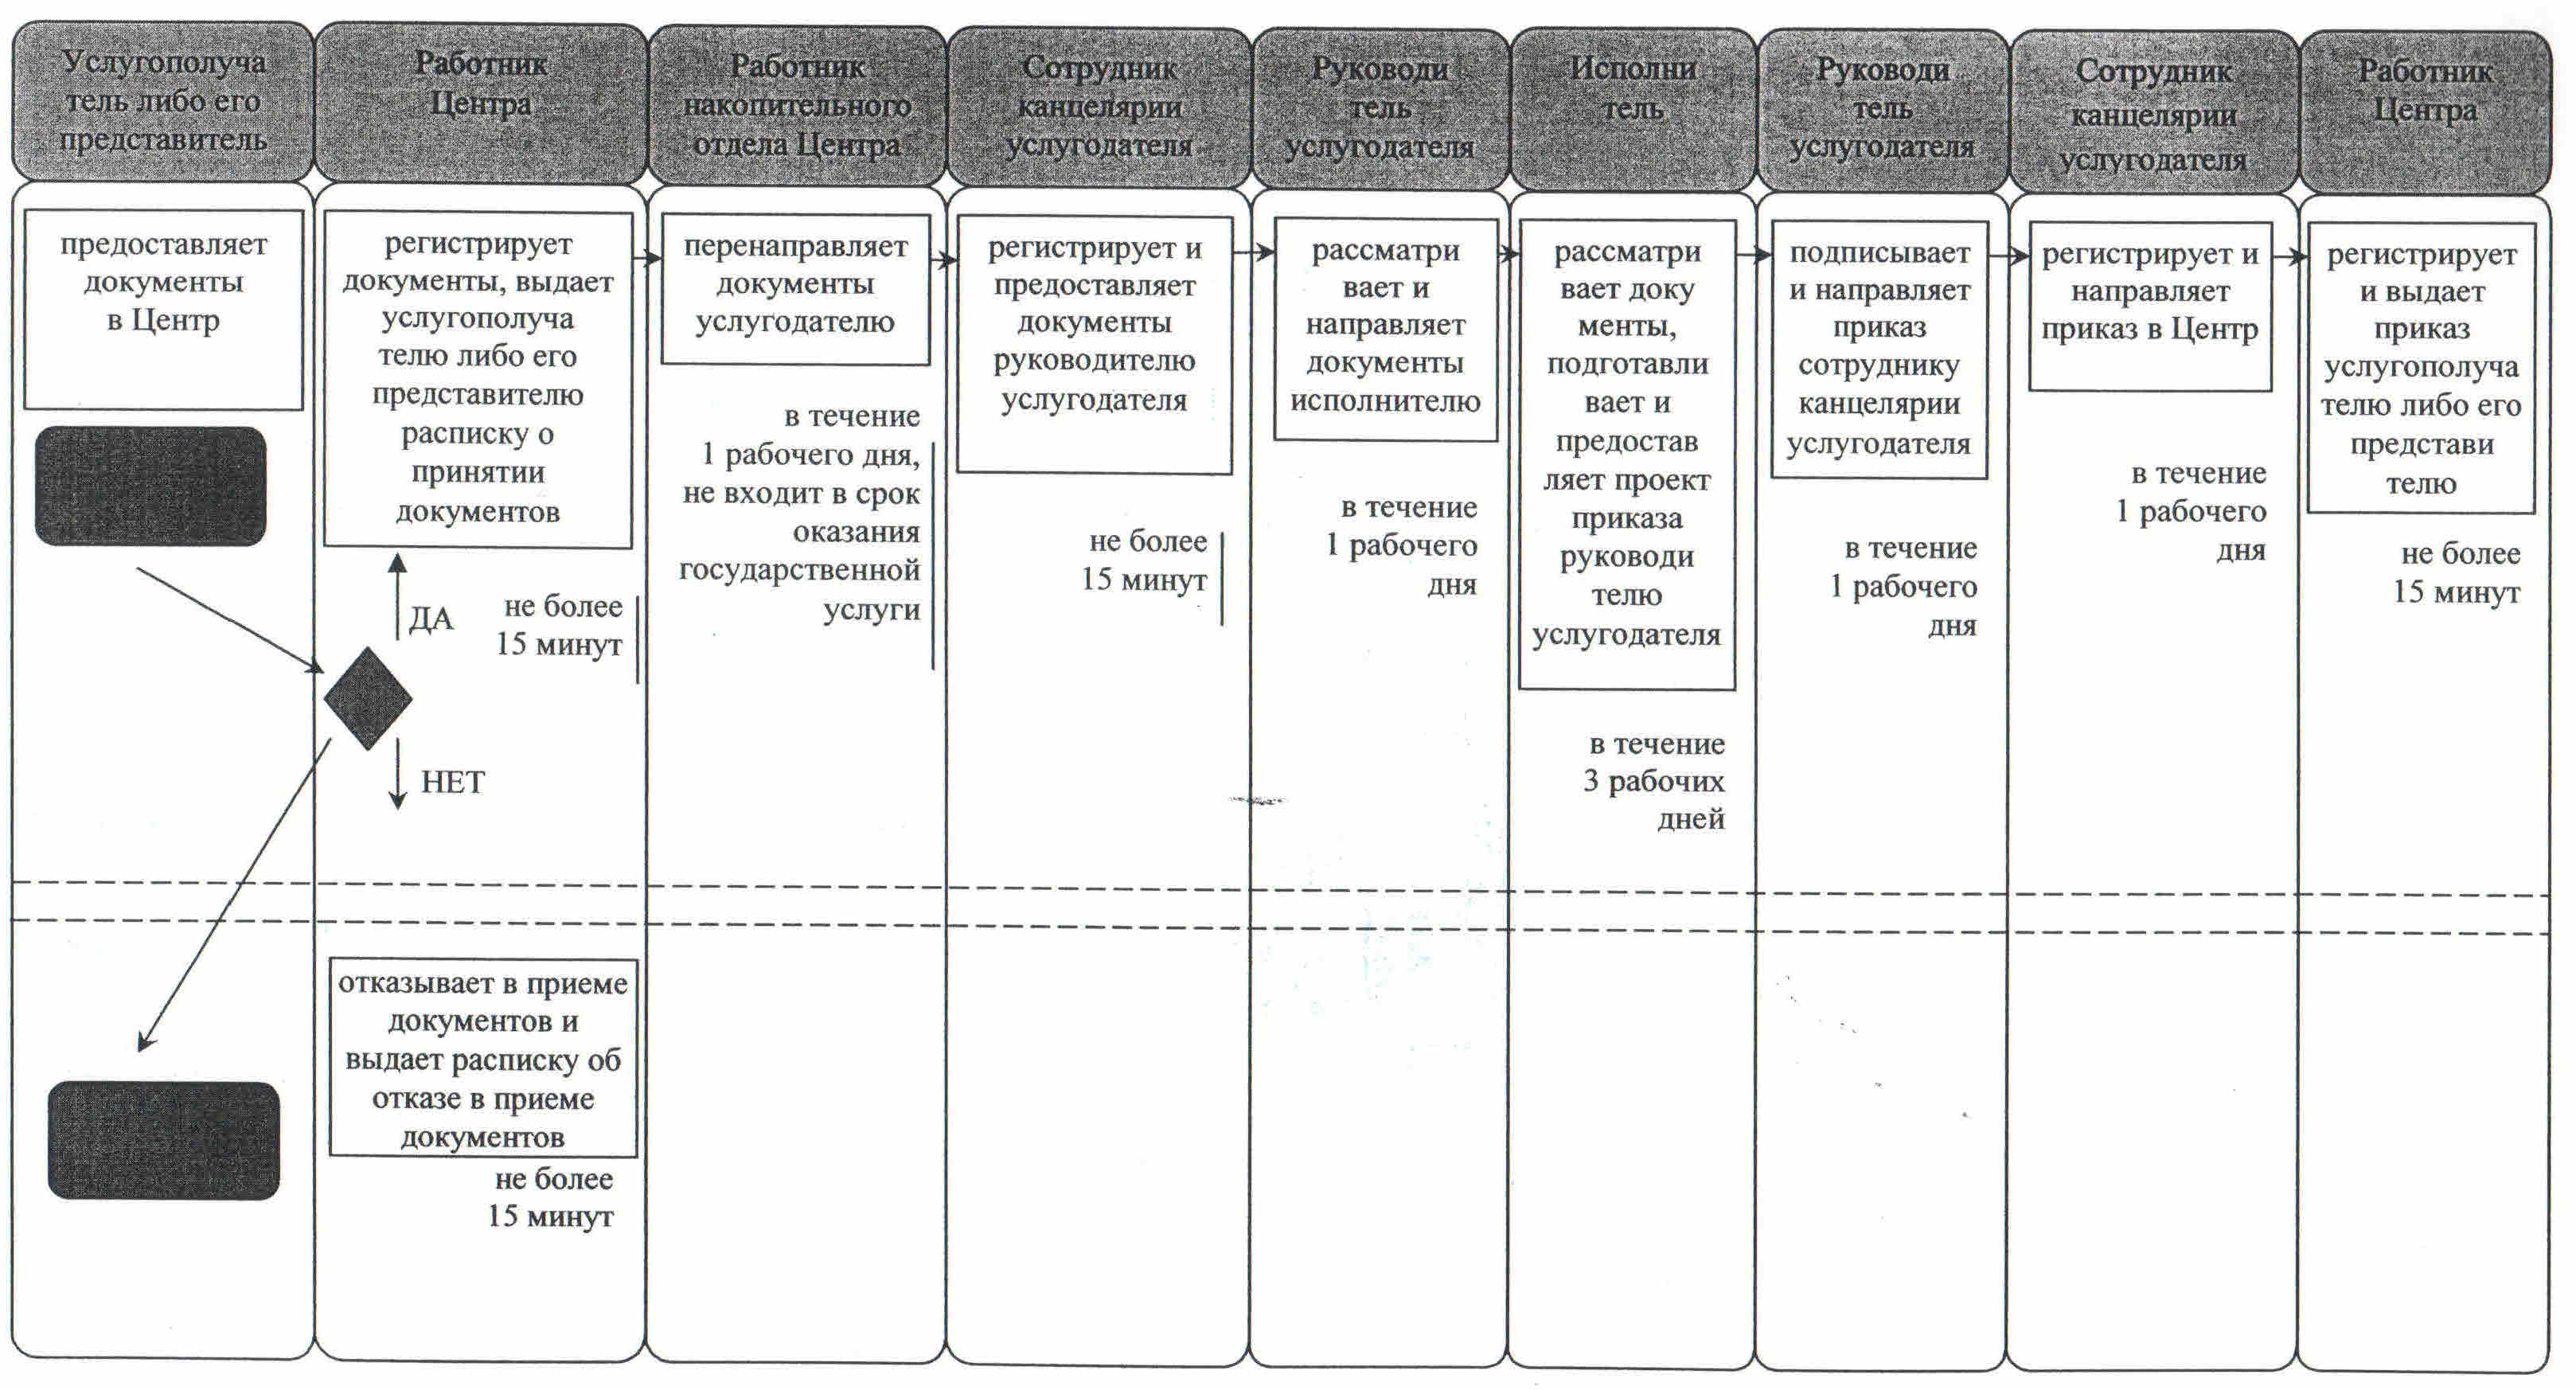 Услугополуча
тель либо его
представитель
Работник
Центра
Работник
накопительного
отдела Центра
Сотрудник
канцелярии
услугодателя
Руководи
тель
услугодателя
Исполни
тель
Руководи
тель
услугодателя
Сотрудник
канцелярии
услугодателя
Работник
Центра
предоставляет
документы
в Центр
регистрирует
документы, выдает
услугополуча
телю либо его
представителю
расписку о
принятии
документов
ДА
не более
15 минут
НЕТ
перенаправляет
документы
услугодателю
в течение
1 рабочего дня,
не входит в срок
оказания
государственной
услуги
регистрирует и
предоставляет
документы
руководителю
услугодателя
не более
15 минут
рассматри
вает и
направляет
документы
исполнителю
в течение
1 рабочего
дня
рассматри
вает доку
менты,
подготавли
вает и
предостав
ляет проект
приказа
руководи
телю
услугодателя
в течение
3 рабочих
дней
подписывает
и направляет
приказ
сотруднику
канцелярии
услугодателя
в течение
1 рабочего
дня
регистрирует и
направляет
приказ в Центр
в течение
1 рабочего
дня
регистрирует
и выдает
приказ
услугополуча
телю либо его
представи
телю
не более
15 минут
отказывает в приеме
документов и
выдает расписку об
отказе в приеме
документов
не более
15 минут